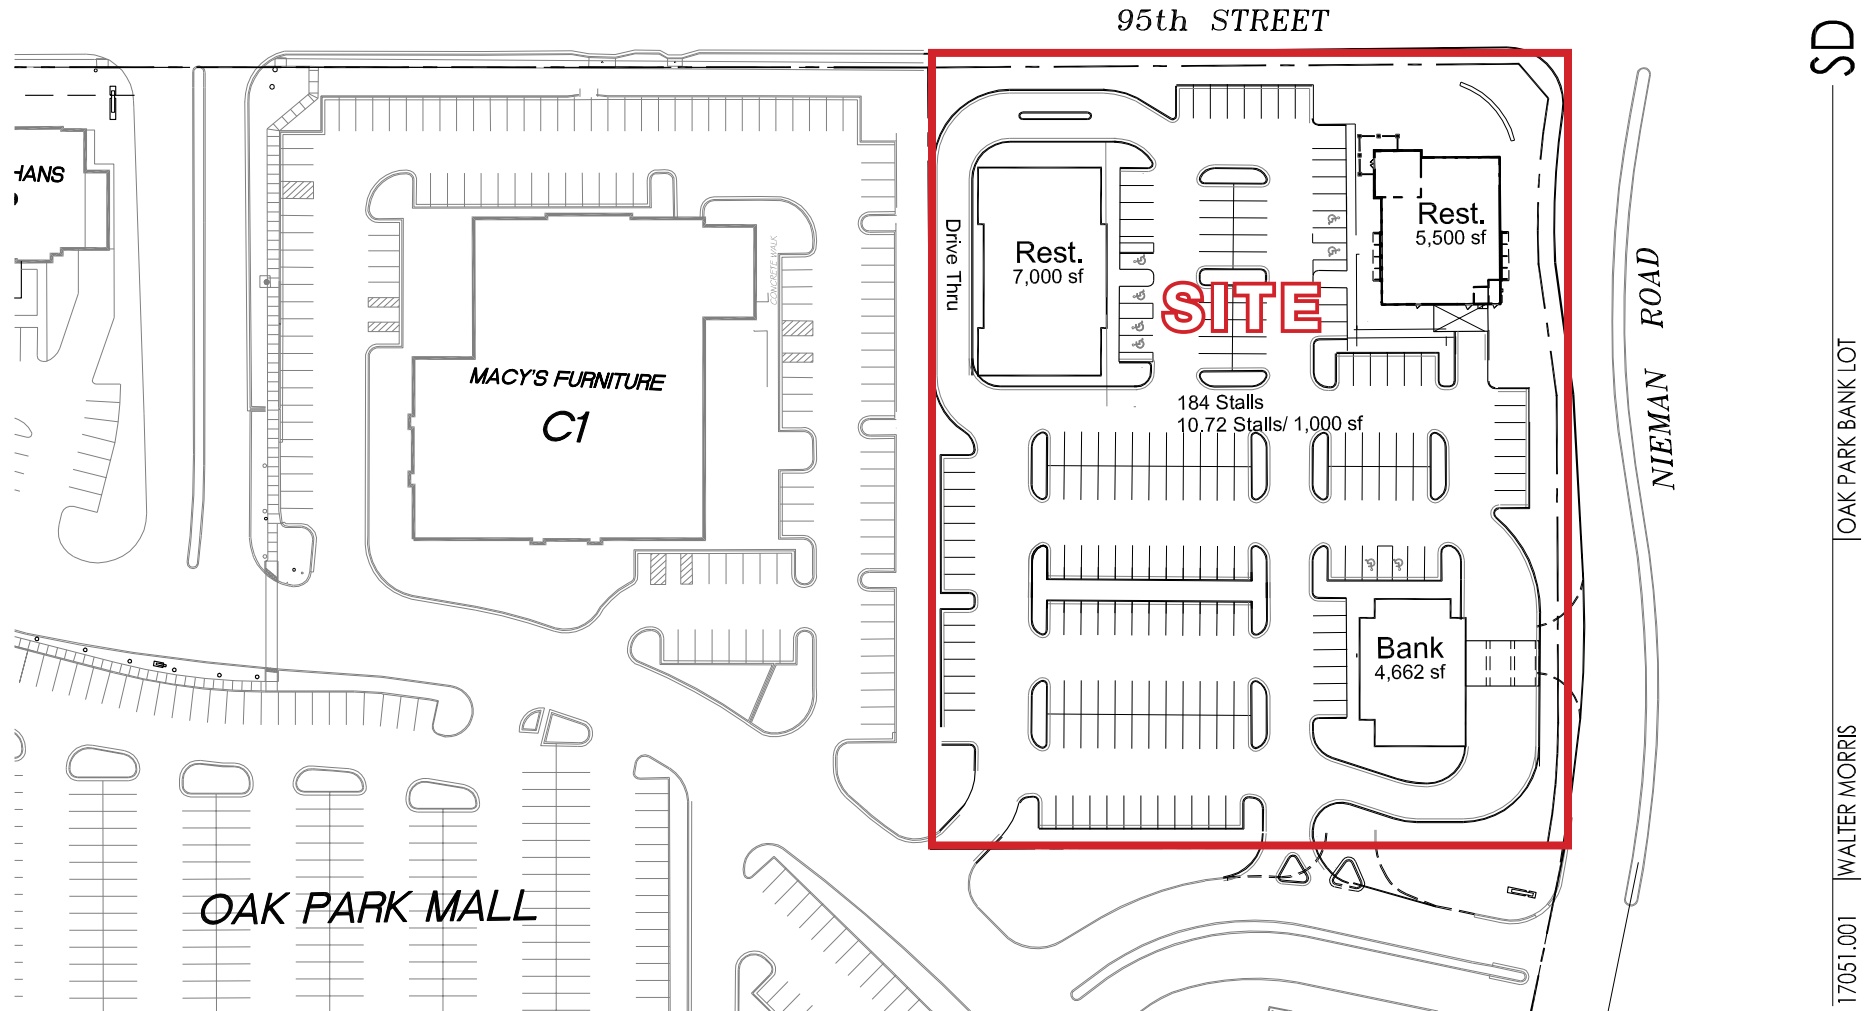 95th STREET
SD
HANS
Drive Thru
Rest.
7,000 sf
Rest.
5,500 sf
CONCRETE WALK
SITE
NIEMAN ROAD
MACY'S FURNITURE
C1
184 Stalls
10.72 Stalls/ 1,000 sf
OAK PARK BANK LOT
Bank
4,662 sf
WALTER MORRIS
OAK PARK MALL
17051.001